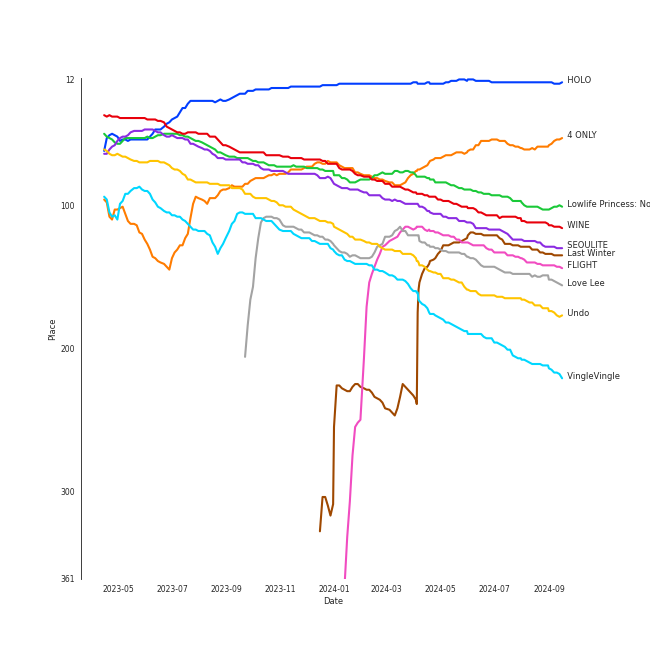 12
HOLO
4 ONLY
100
Lowlife Princess: No
WINE
SEOULITE
Last Winter
FLIGHT
Love Lee
Undo
Place
200
VingleVingle
300
361
2023-05
2023-07
2023-09
2023-11
2024-01
2024-03
2024-05
2024-07
2024-09
Date